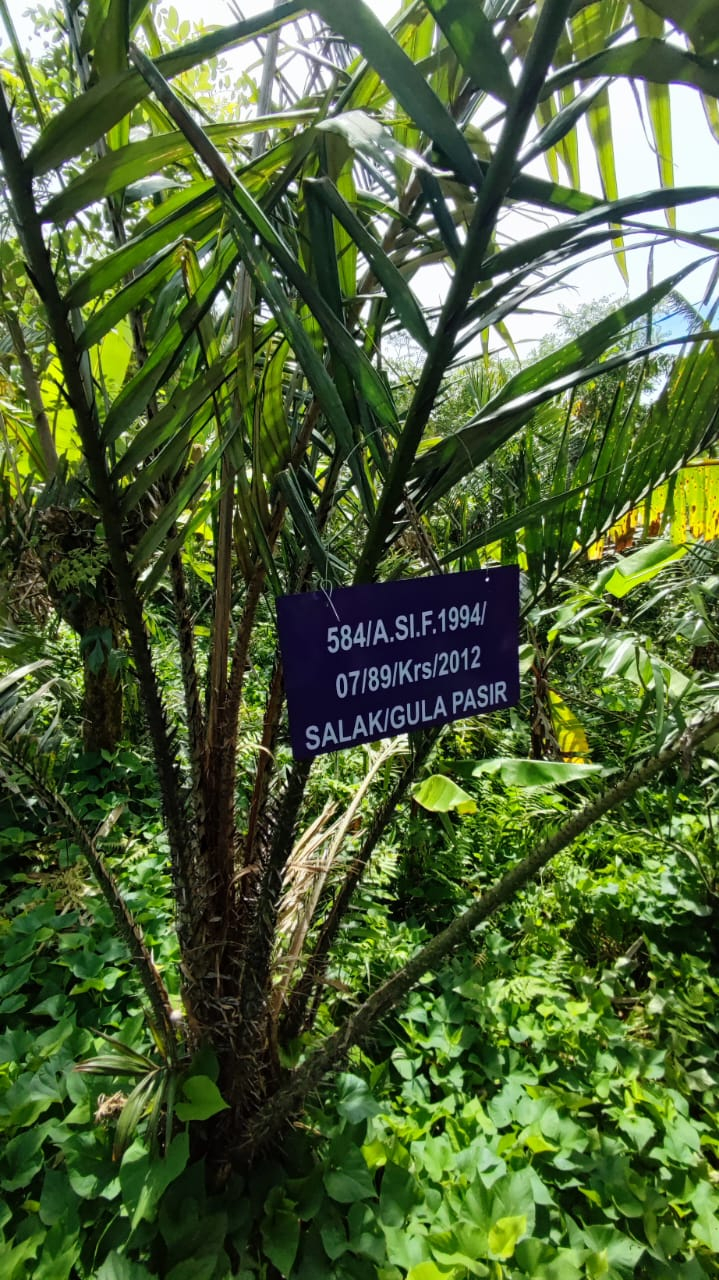 584/A.SI.F.1994/
07/89/Krs/2012
SALAK/GULA PASIR